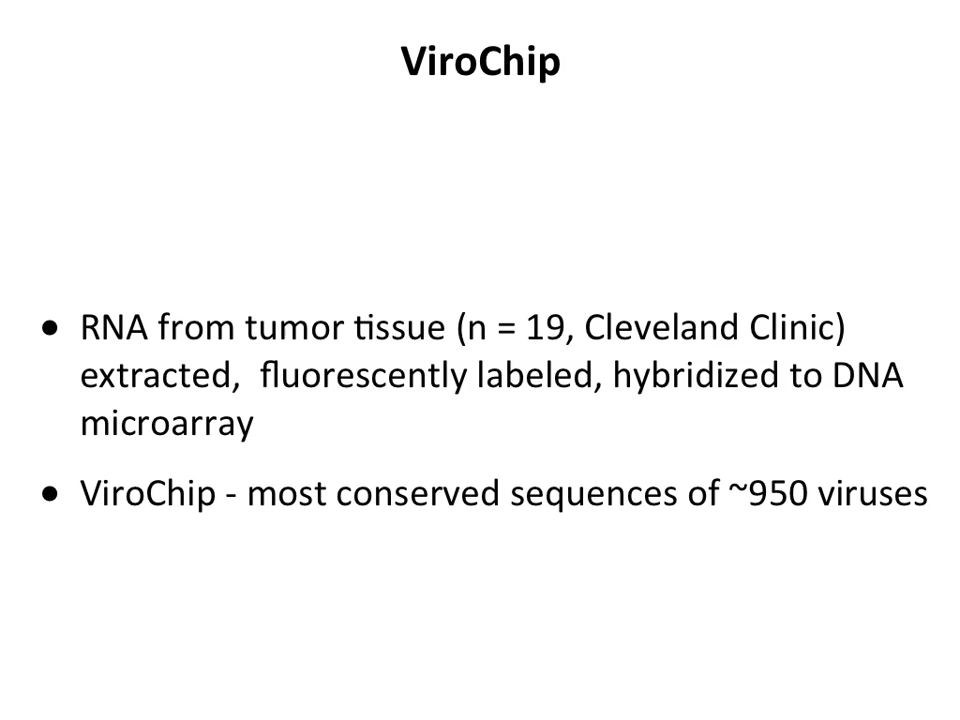 ViroChip
• RNA from tumor tissue (n = 19, Cleveland Clinic)
extracted,  fluorescently labeled, hybridized to DNA
microarray
• ViroChip - most conserved sequences of ~950 viruses